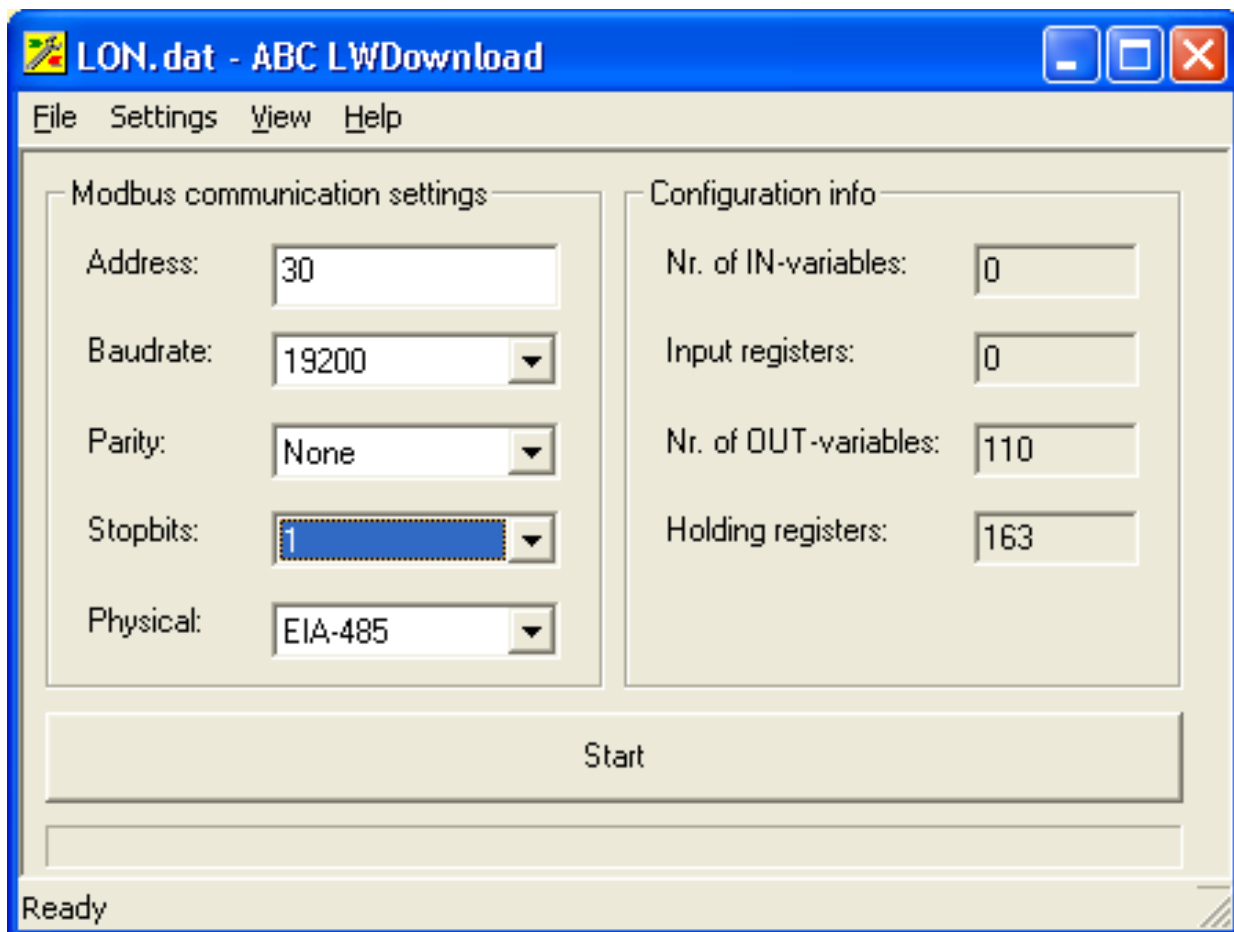 LON.dat - ABC LWDownload
File Settings View Help
Modbus communication settings
Address: 30
Baudrate: 19200
Parity: None
Stopbits: 1
Physical: EIA-485
Configuration info
Nr. of IN-variables: 0
Input registers: 0
Nr. of OUT-variables: 110
Holding registers: 163
Start
Ready